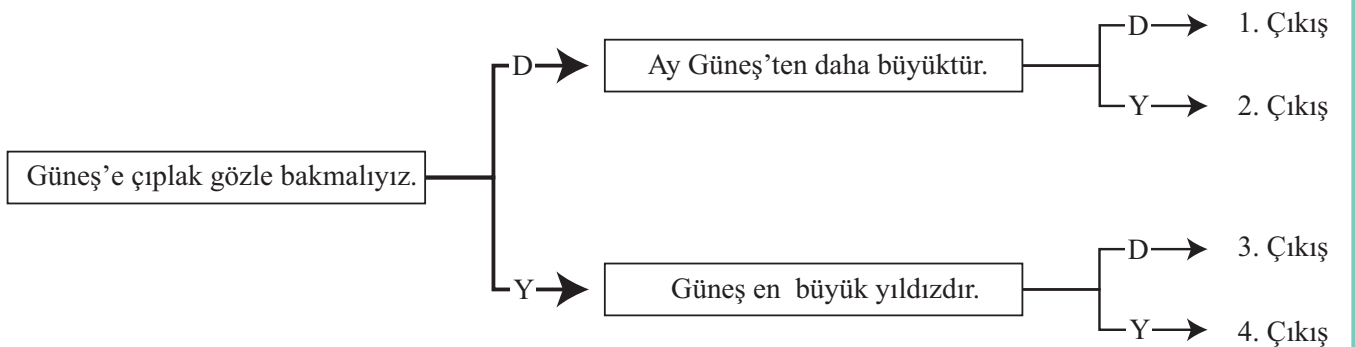 Güneş’e çıplak gözle bakmalıyız.
D
Ay Güneş’ten daha büyüktür.
D
1. Çıkış
Y
2. Çıkış
Y
Güneş en büyük yıldızdır.
D
3. Çıkış
Y
4. Çıkış